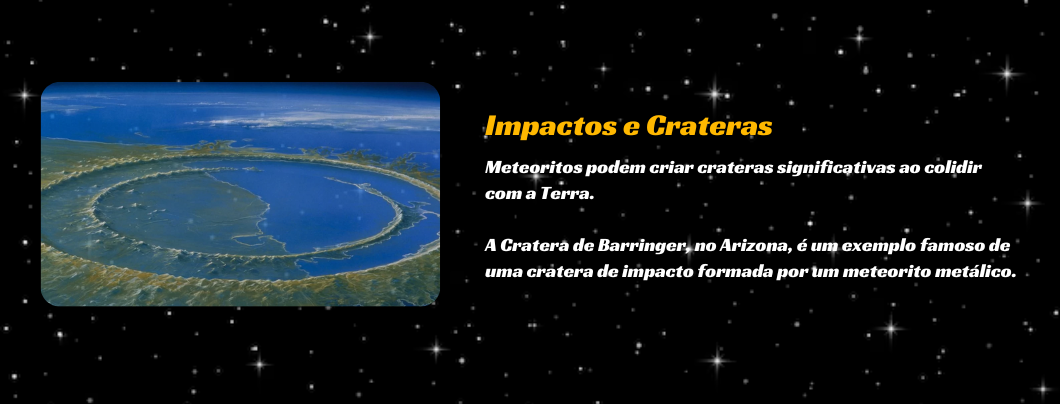 Impactos e Crateras
Meteoritos podem criar crateras significativas ao colidir
com a Terra.
A Cratera de Barringer, no Arizona, é um exemplo famoso de
uma cratera de impacto formada por um meteorito metálico.